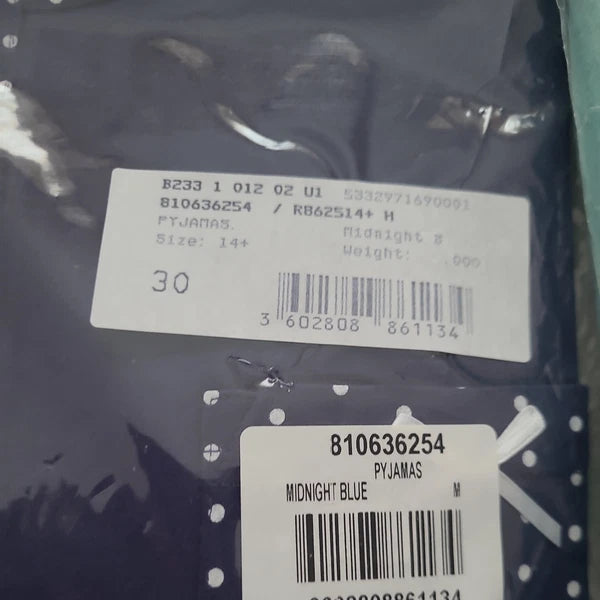 B233 1 012 02 U1 5332971690001
810636254 / RB62514+ M
PYJAMAS.
Midnight B
Size: 14+
Weight: .000
30
3 602808 861134
810636254
PYJAMAS
MIDNIGHT BLUE M
3602808861134